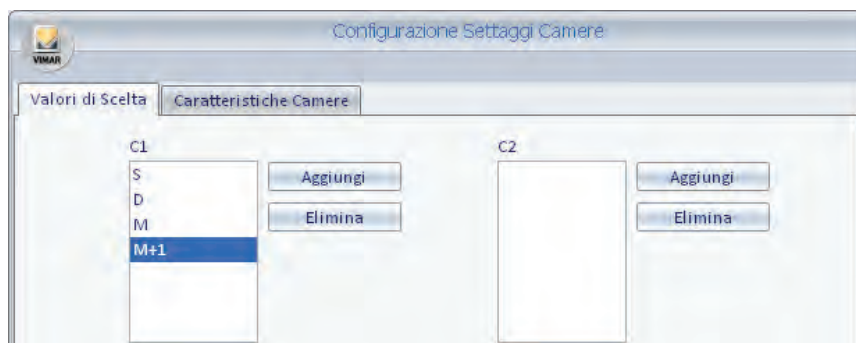 Configurazione Settaggi Camere
VIMAR
Valori di Scelta Caratteristiche Camere
C1 C2
S Aggiungi Aggiungi
D
M Elimina Elimina
M+1